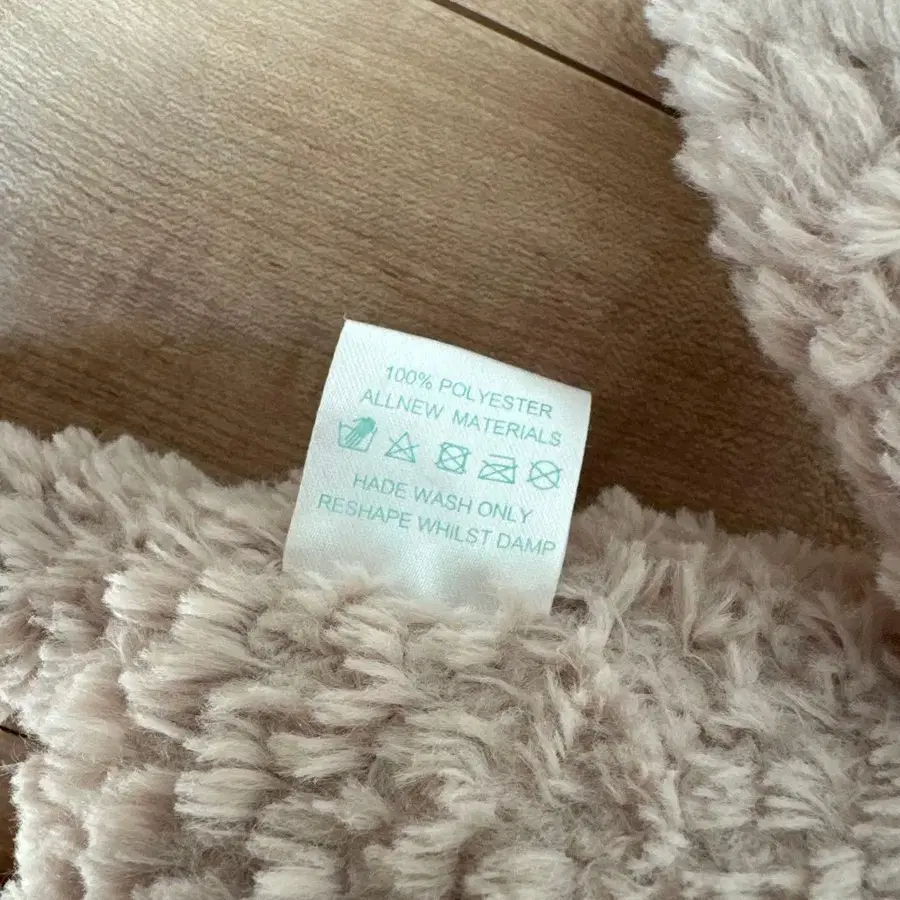 100% POLYESTER
ALLNEW MATERIALS
HADE WASH ONLY
RESHAPE WHILST DAMP